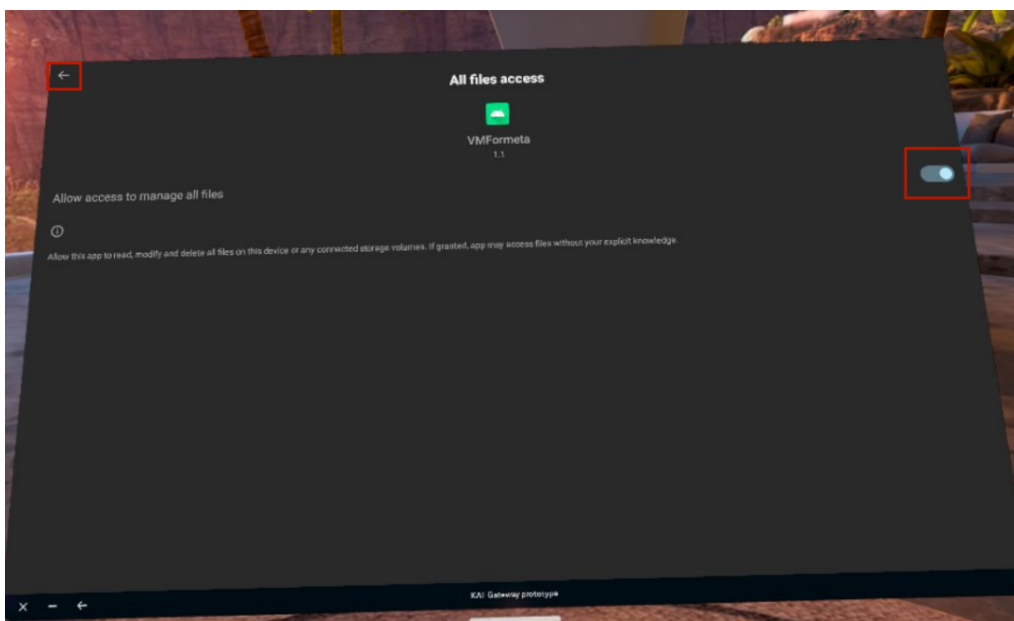 All files access
VMFormeta
1.1
Allow access to manage all files
Allow this app to read, modify and delete all files on this device or any connected storage volumes. If granted, app may access files without your explicit knowledge.
KAI Gateway prototype